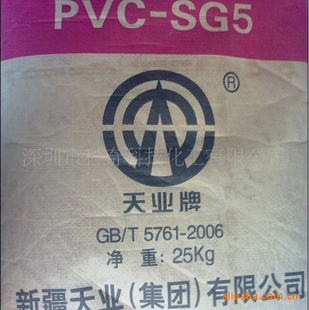 PVC-SG5
®
天业牌
GB/T 5761-2006
净 重: 25Kg
新疆天业(集团)有限公司